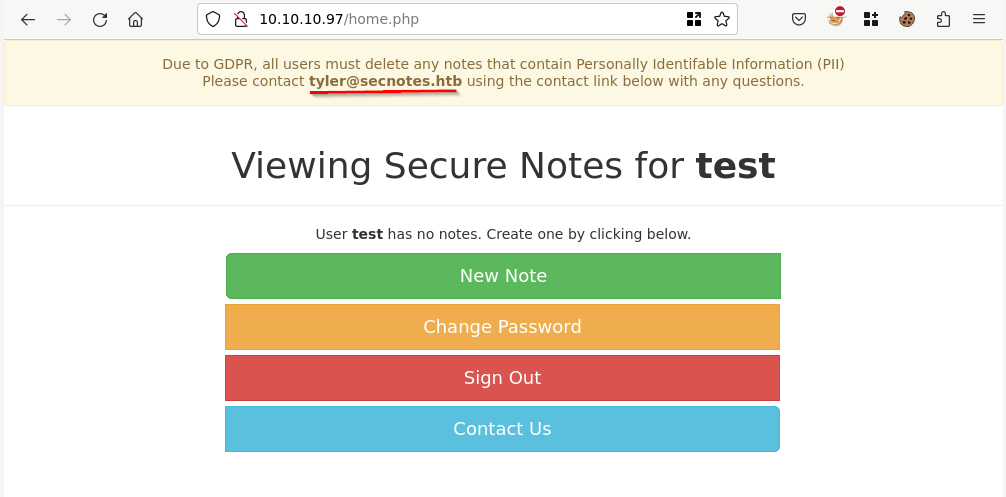 10.10.10.97/home.php
Due to GDPR, all users must delete any notes that contain Personally Identifable Information (PII)
Please contact tyler@secnotes.htb using the contact link below with any questions.
Viewing Secure Notes for test
User test has no notes. Create one by clicking below.
New Note
Change Password
Sign Out
Contact Us